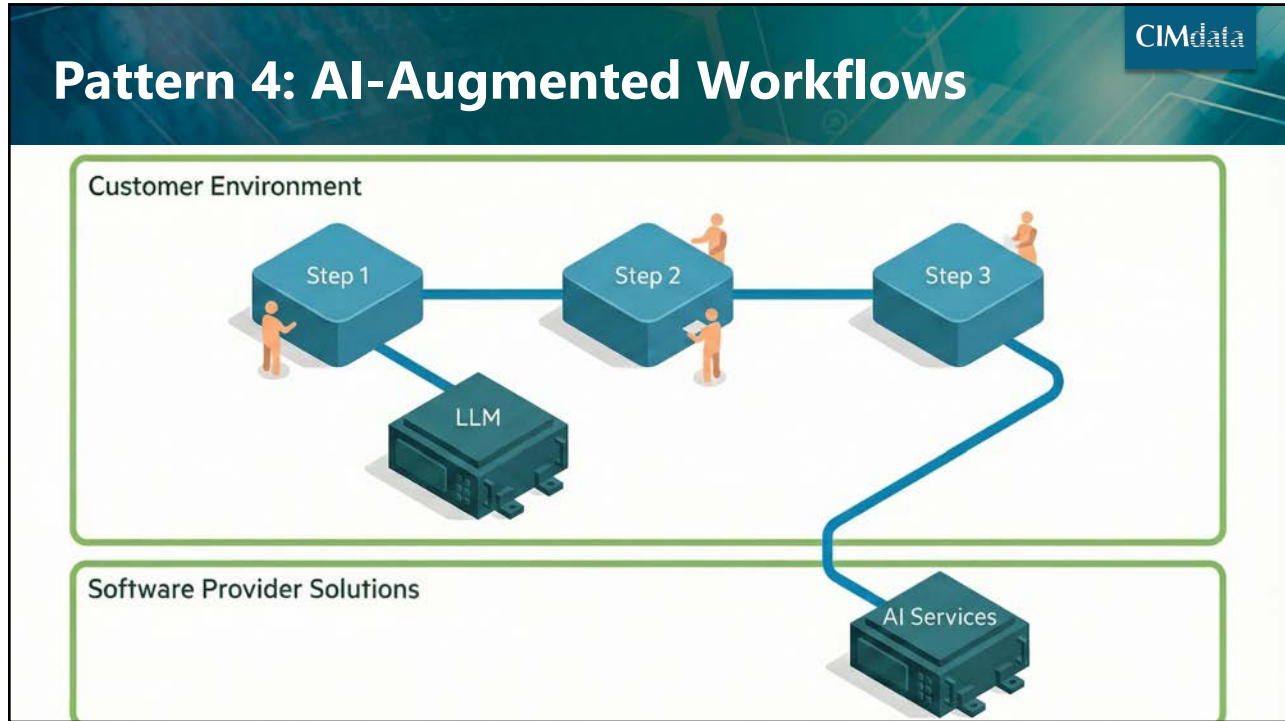 CIMdata
Pattern 4: AI-Augmented Workflows
Customer Environment
Step 1
Step 2
Step 3
LLM
Software Provider Solutions
AI Services